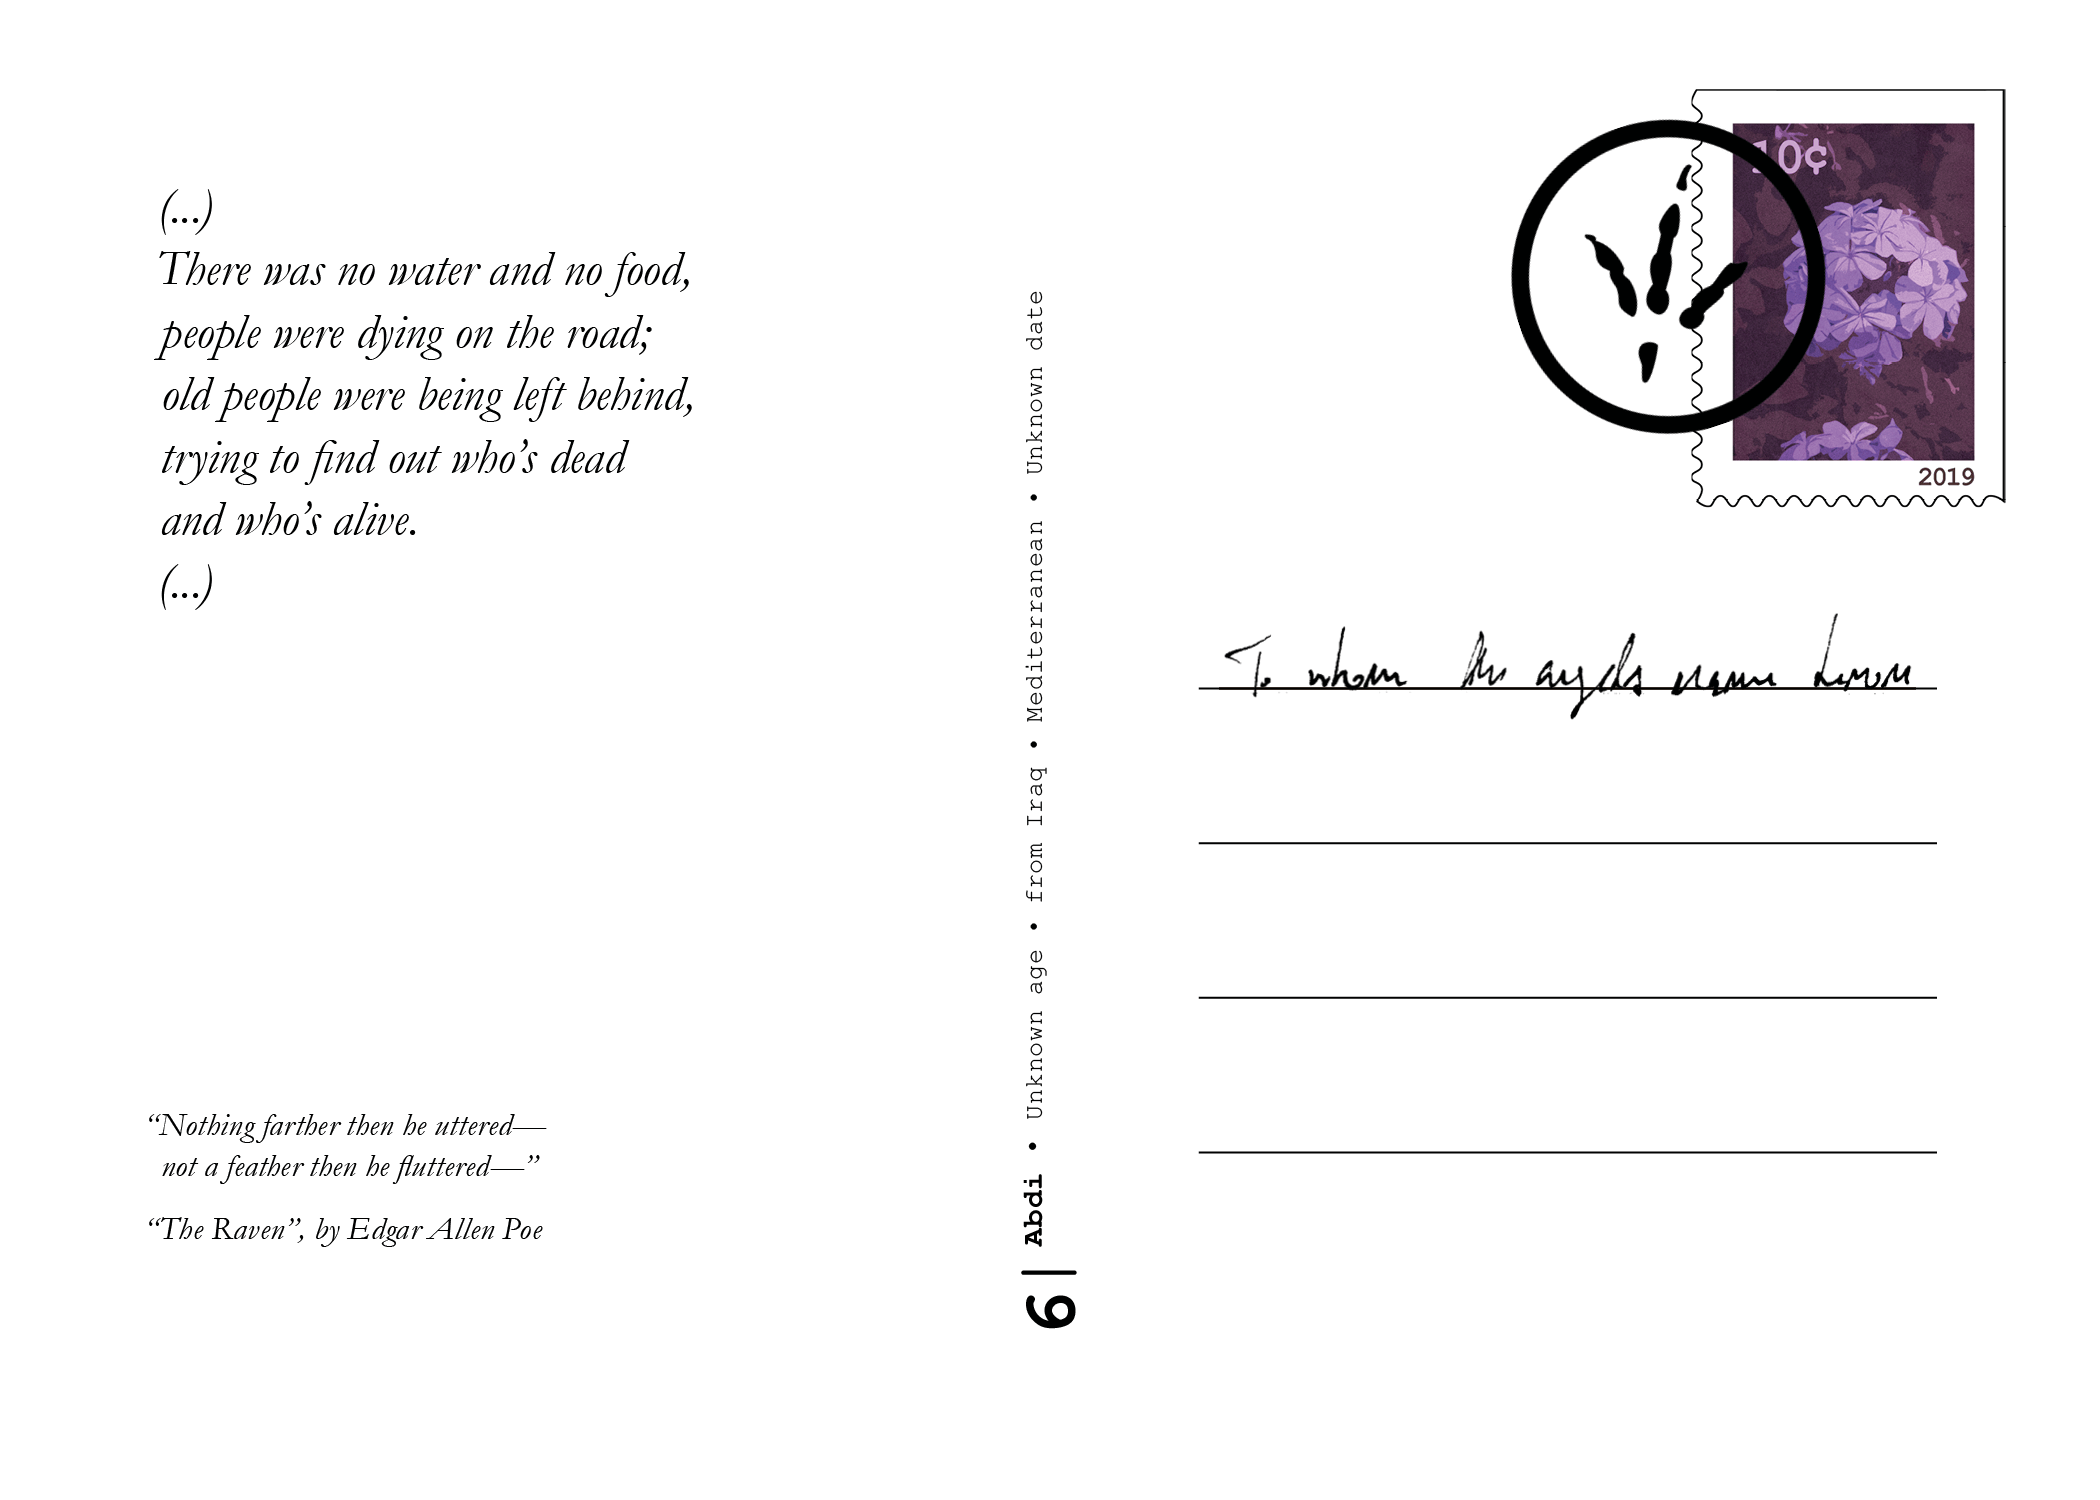 (...)
There was no water and no food,
people were dying on the road;
old people were being left behind,
trying to find out who’s dead
and who’s alive.
(...)
“Nothing farther then he uttered—
not a feather then he fluttered—”
“The Raven”, by Edgar Allen Poe
6 | Abdi • Unknown age • from Iraq • Mediterranean • Unknown date
10¢
2019
To whom the angels name Lenore